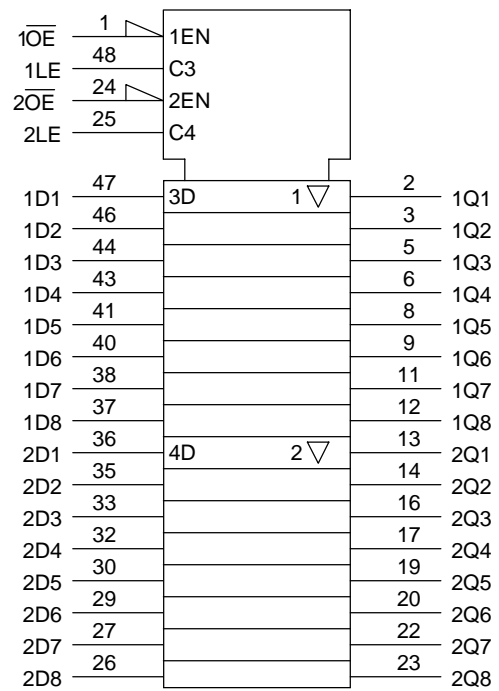 1O̅E̅ 1 1EN
1LE 48 C3
2O̅E̅ 24 2EN
2LE 25 C4
1D1 47 3D 1 ▽ 2 1Q1
1D2 46 3 1Q2
1D3 44 5 1Q3
1D4 43 6 1Q4
1D5 41 8 1Q5
1D6 40 9 1Q6
1D7 38 11 1Q7
1D8 37 12 1Q8
2D1 36 4D 2 ▽ 13 2Q1
2D2 35 14 2Q2
2D3 33 16 2Q3
2D4 32 17 2Q4
2D5 30 19 2Q5
2D6 29 20 2Q6
2D7 27 22 2Q7
2D8 26 23 2Q8